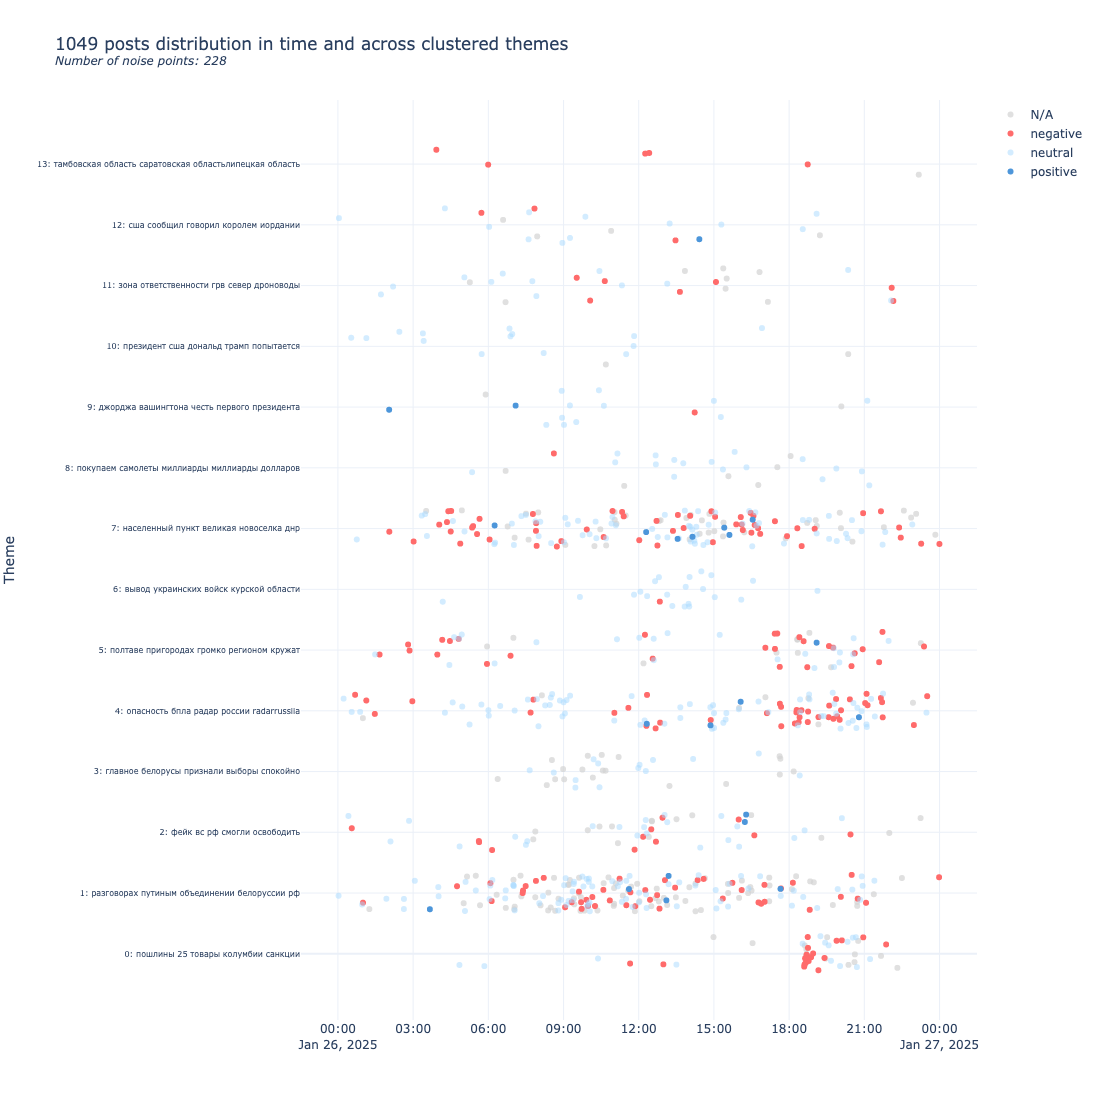 1049 posts distribution in time and across clustered themes
Number of noise points: 228
N/A
negative
neutral
positive
Theme
13: тамбовская область саратовская областьлипецкая область
12: сша сообщил говорил королем иордании
11: зона ответственности грв север дроноводы
10: президент сша дональд трамп попытается
9: джорджа вашингтона честь первого президента
8: покупаем самолеты миллиарды миллиарды долларов
7: населенный пункт великая новоселка днр
6: вывод украинских войск курской области
5: полтаве пригородах громко регионом кружат
4: опасность бпла радар россии radarrussiia
3: главное белорусы признали выборы спокойно
2: фейк вс рф смогли освободить
1: разговорах путиным объединении белоруссии рф
0: пошлины 25 товары колумбии санкции
00:00 03:00 06:00 09:00 12:00 15:00 18:00 21:00 00:00
Jan 26, 2025 Jan 27, 2025